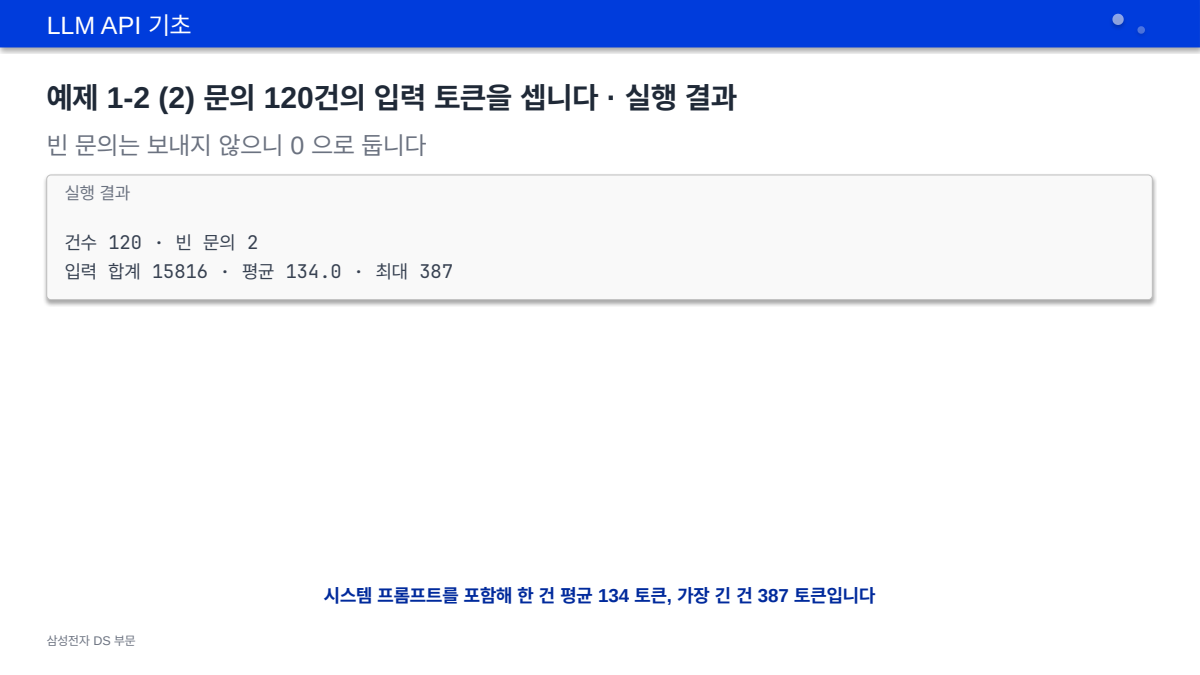 LLM API 기초
예제 1-2 (2) 문의 120건의 입력 토큰을 셉니다 · 실행 결과
빈 문의는 보내지 않으니 0 으로 둡니다
실행 결과
건수 120 · 빈 문의 2
입력 합계 15816 · 평균 134.0 · 최대 387
시스템 프롬프트를 포함해 한 건 평균 134 토큰, 가장 긴 건 387 토큰입니다
삼성전자 DS 부문